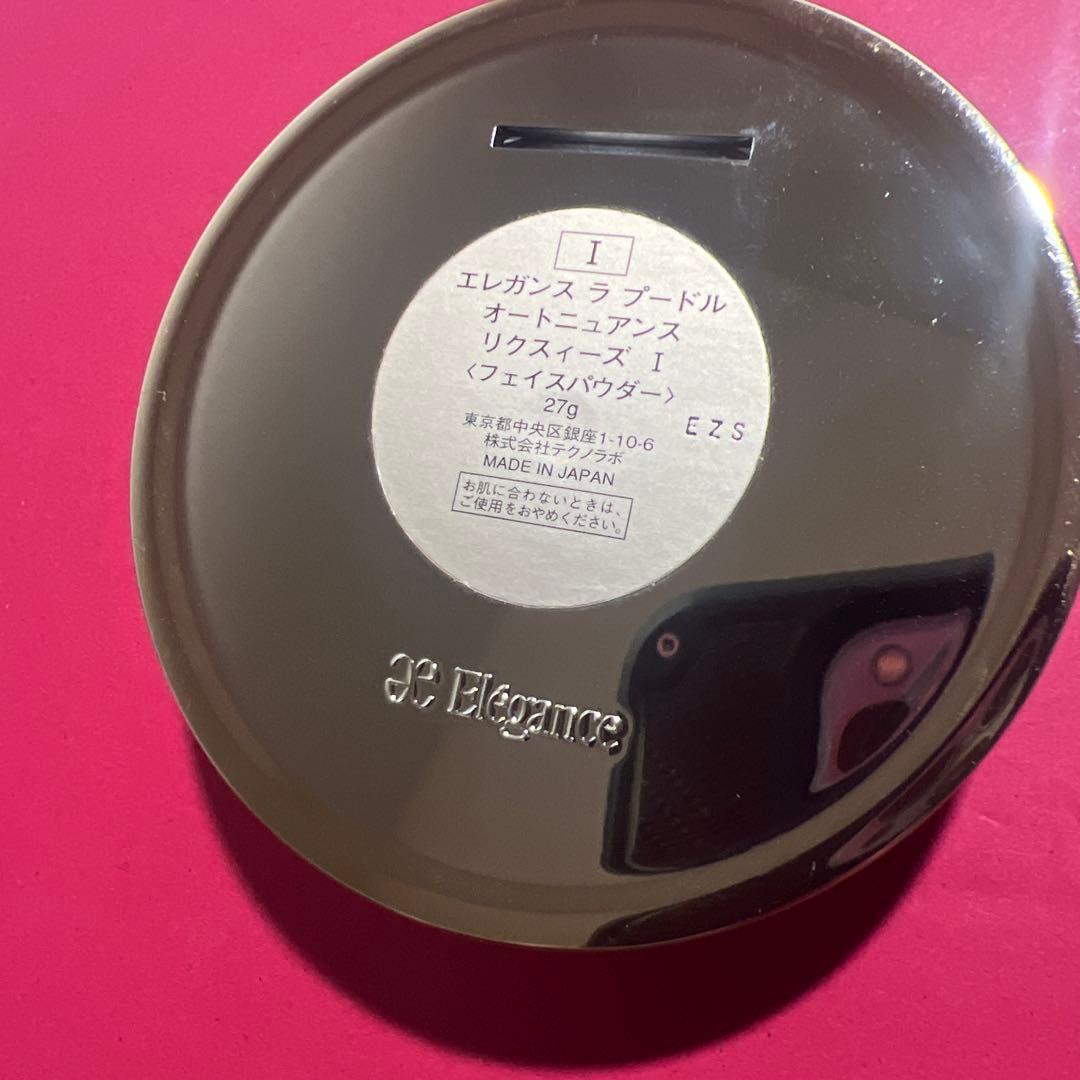 I
エレガンス ラ プードル
オートニュアンス
リクスィーズ I
〈フェイスパウダー〉
27g
東京都中央区銀座1-10-6
株式会社テクノラボ
MADE IN JAPAN
お肌に合わないときは、
ご使用をおやめください。
EZS
Elégance